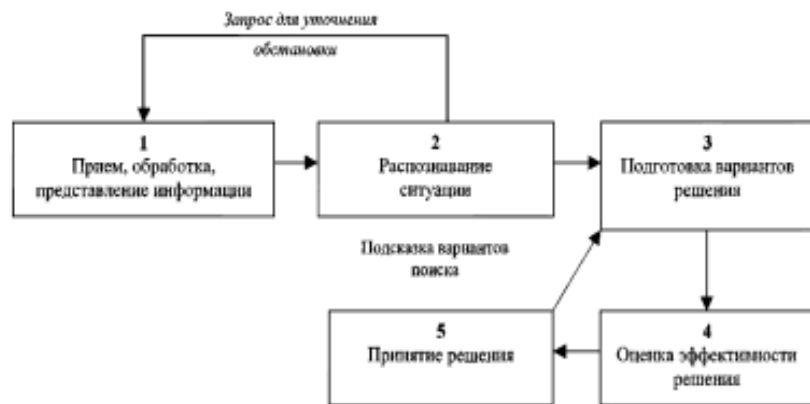 Запрос для уточнения
обстановки
1
Прием, обработка,
представление информации
2
Распознавание
ситуации
3
Подготовка вариантов
решения
Подсказка вариантов
поиска
5
Принятие решения
4
Оценка эффективности
решения